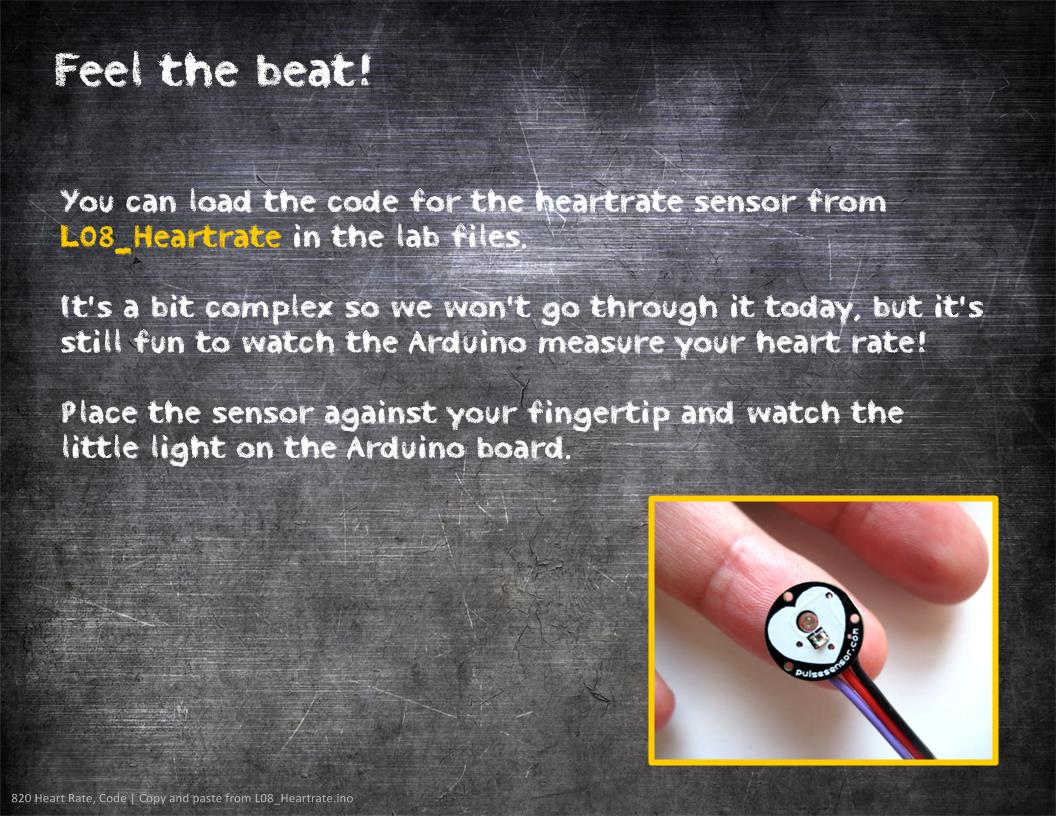 Feel the beat!
You can load the code for the heartrate sensor from
L08_Heartrate in the lab files.
It's a bit complex so we won't go through it today, but it's
still fun to watch the Arduino measure your heart rate!
Place the sensor against your fingertip and watch the
little light on the Arduino board.
pulsesensor.com
820 Heart Rate, Code | Copy and paste from L08_Heartrate.ino